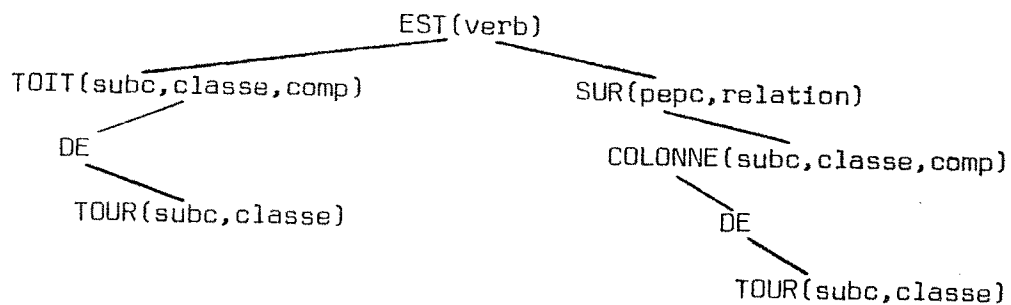 EST(verb)
TOIT(subc,classe,comp)
SUR(pepc,relation)
DE
COLONNE(subc,classe,comp)
TOUR(subc,classe)
DE
TOUR(subc,classe)